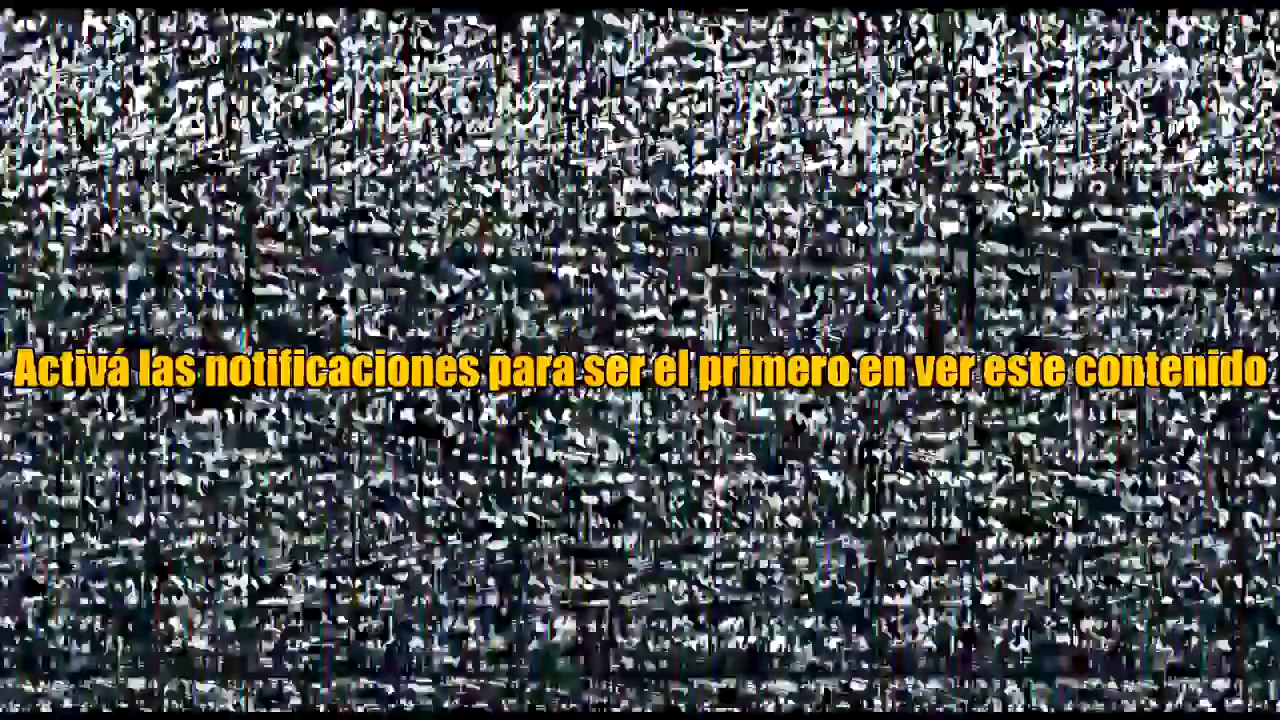 Activá las notificaciones para ser el primero en ver este contenido